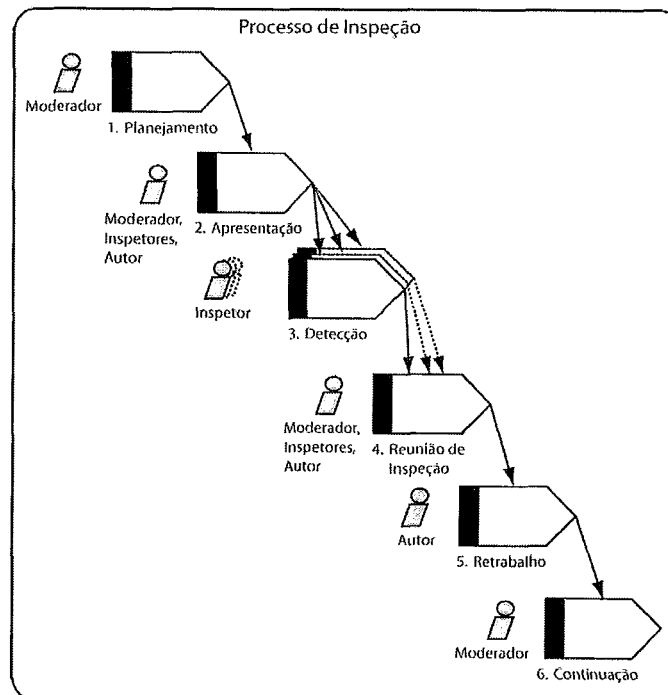 Processo de Inspeção
Moderador
1. Planejamento
Moderador,
Inspetores,
Autor
2. Apresentação
Inspetor
3. Detecção
Moderador,
Inspetores,
Autor
4. Reunião de
Inspeção
Autor
5. Retrabalho
Moderador
6. Continuação